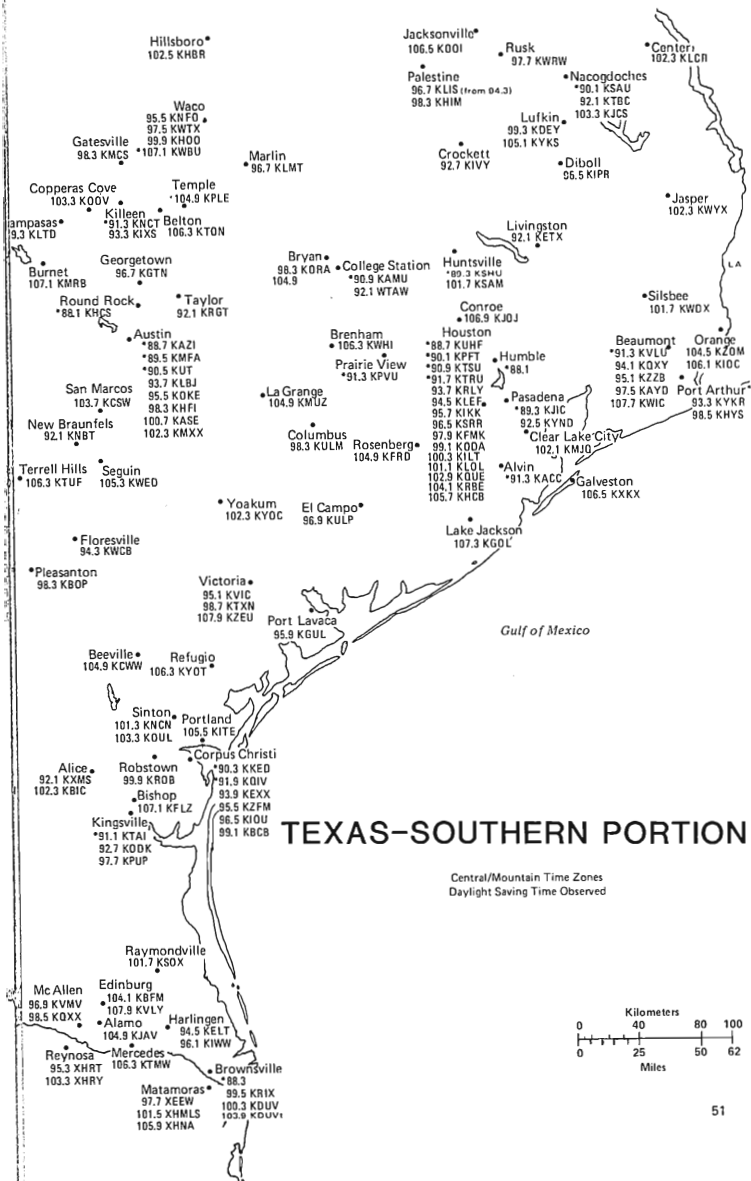 Hillsboro
102.5 KHBR
Jacksonville
106.5 KOOI
Rusk
97.7 KWRW
Center
102.3 KLCR
Palestine
96.7 KLIS (from 94.3)
98.3 KHIM
Nacogdoches
*90.1 KSAU
92.1 KTBC
103.3 KJCS
Waco
95.5 KNFO
97.5 KWTX
99.9 KHOO
*107.1 KWBU
Lufkin
99.3 KDEY
105.1 KYKS
Gatesville
98.3 KMCS
Marlin
96.7 KLMT
Crockett
92.7 KIVY
Diboll
96.5 KIPR
Copperas Cove
103.3 KOOV
Temple
*104.9 KPLE
Jasper
102.3 KWYX
ampasas
9.3 KLTD
Killeen
*91.3 KNCT
93.3 KIXS
Belton
106.3 KTON
Livingston
92.1 KETX
Burnet
107.1 KMRB
Georgetown
96.7 KGTN
Bryan
98.3 KORA
104.9
College Station
*90.9 KAMU
92.1 WTAW
Huntsville
*89.3 KSHU
101.7 KSAM
LA
Round Rock
*88.1 KHCS
Taylor
92.1 KRGT
Silsbee
101.7 KWDX
Conroe
106.9 KJOJ
Austin
*88.7 KAZI
*89.5 KMFA
*90.5 KUT
93.7 KLBJ
95.5 KOKE
98.3 KHFI
100.7 KASE
102.3 KMXX
Brenham
106.3 KWHI
Prairie View
*91.3 KPVU
Houston
*88.7 KUHF
*90.1 KPFT
*90.9 KTSU
*91.7 KTRU
93.7 KRLY
94.5 KLEF
95.7 KIKK
96.5 KSRR
97.9 KFMK
99.1 KODA
100.3 KILT
101.1 KLOL
102.9 KQUE
104.1 KRBE
105.7 KHCB
Humble
*88.1
Beaumont
*91.3 KVLU
94.1 KQXY
95.1 KZZB
97.5 KAYD
107.7 KWIC
Orange
104.5 KZOM
106.1 KIOC
Port Arthur
93.3 KYKR
98.5 KHYS
San Marcos
103.7 KCSW
La Grange
104.9 KMUZ
Pasadena
*89.3 KJIC
92.5 KYND
New Braunfels
92.1 KNBT
Columbus
98.3 KULM
Rosenberg
104.9 KFRD
Clear Lake City
102.1 KMJQ
Terrell Hills
106.3 KTUF
Seguin
105.3 KWED
Alvin
*91.3 KACC
Galveston
106.5 KXKX
Yoakum
102.3 KYOC
El Campo
96.9 KULP
Lake Jackson
107.3 KGOL
Floresville
94.3 KWCB
Pleasanton
98.3 KBOP
Victoria
95.1 KVIC
98.7 KTXN
107.9 KZEU
Port Lavaca
95.9 KGUL
Gulf of Mexico
Beeville
104.9 KCWW
Refugio
106.3 KYOT
Sinton
101.3 KNCN
103.3 KOUL
Portland
105.5 KITE
Alice
92.1 KXMS
102.3 KBIC
Robstown
99.9 KROB
Corpus Christi
*90.3 KKED
*91.9 KQIV
93.9 KEXX
95.5 KZFM
96.5 KIOU
99.1 KBCB
Bishop
107.1 KFLZ
Kingsville
*91.1 KTAI
92.7 KODK
97.7 KPUP
TEXAS–SOUTHERN PORTION
Central/Mountain Time Zones
Daylight Saving Time Observed
Raymondville
101.7 KSOX
Mc Allen
96.9 KVMV
98.5 KQXX
Edinburg
104.1 KBFM
107.9 KVLY
Alamo
104.9 KJAV
Harlingen
94.5 KELT
96.1 KIWW
Reynosa
95.3 XHRT
103.3 XHRY
Mercedes
106.3 KTMW
Brownsville
*88.3
99.5 KRIX
100.3 KDUV
103.9 KDUV1
Matamoras
97.7 XEEW
101.5 XHMLS
105.9 XHNA
Kilometers
0 40 80 100
0 25 50 62
Miles
51